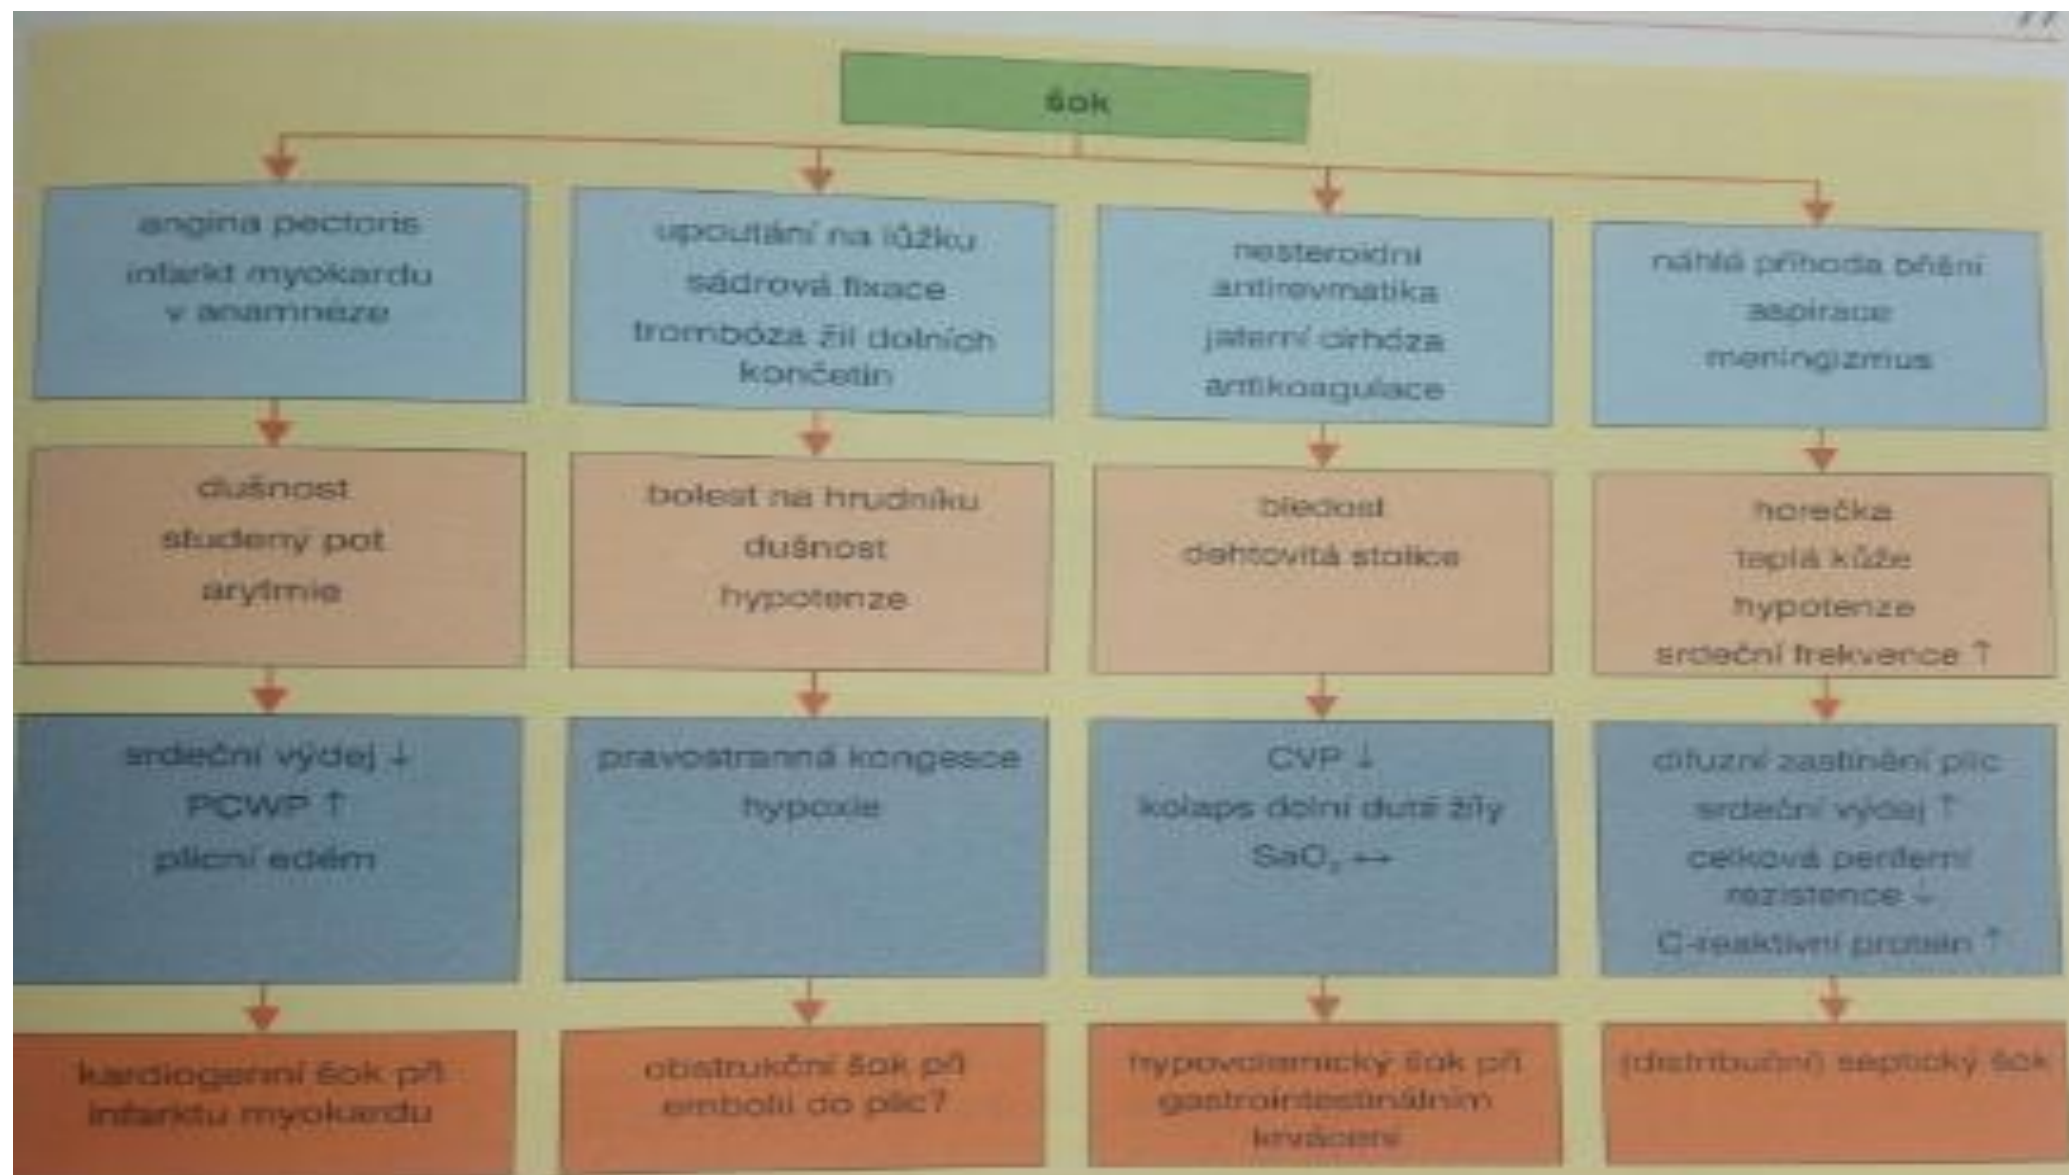 šok
angina pectoris
infarkt myokardu
v anamnéze
upoutání na lůžku
sádrová fixace
trombóza žil dolních
končetin
nesteroidní
antirevmatika
jaterní cirhóza
antikoagulace
náhlá příhoda břišní
aspirace
meningizmus
dušnost
studený pot
arytmie
bolest na hrudníku
dušnost
hypotenze
bledost
dehtovitá stolice
horečka
teplá kůže
hypotenze
srdeční frekvence ↑
srdeční výdej ↓
PCWP ↑
plicní edém
pravostranná kongesce
hypoxie
CVP ↓
kolaps dolní duté žíly
SaO₂ ↔
difuzní zastínění plic
srdeční výdej ↑
celková periferní
rezistence ↓
C-reaktivní protein ↑
kardiogenní šok při
infarktu myokardu
obstrukční šok při
embolii do plic?
hypovolemický šok při
gastrointestinálním
krvácení
(distribuční) septický šok